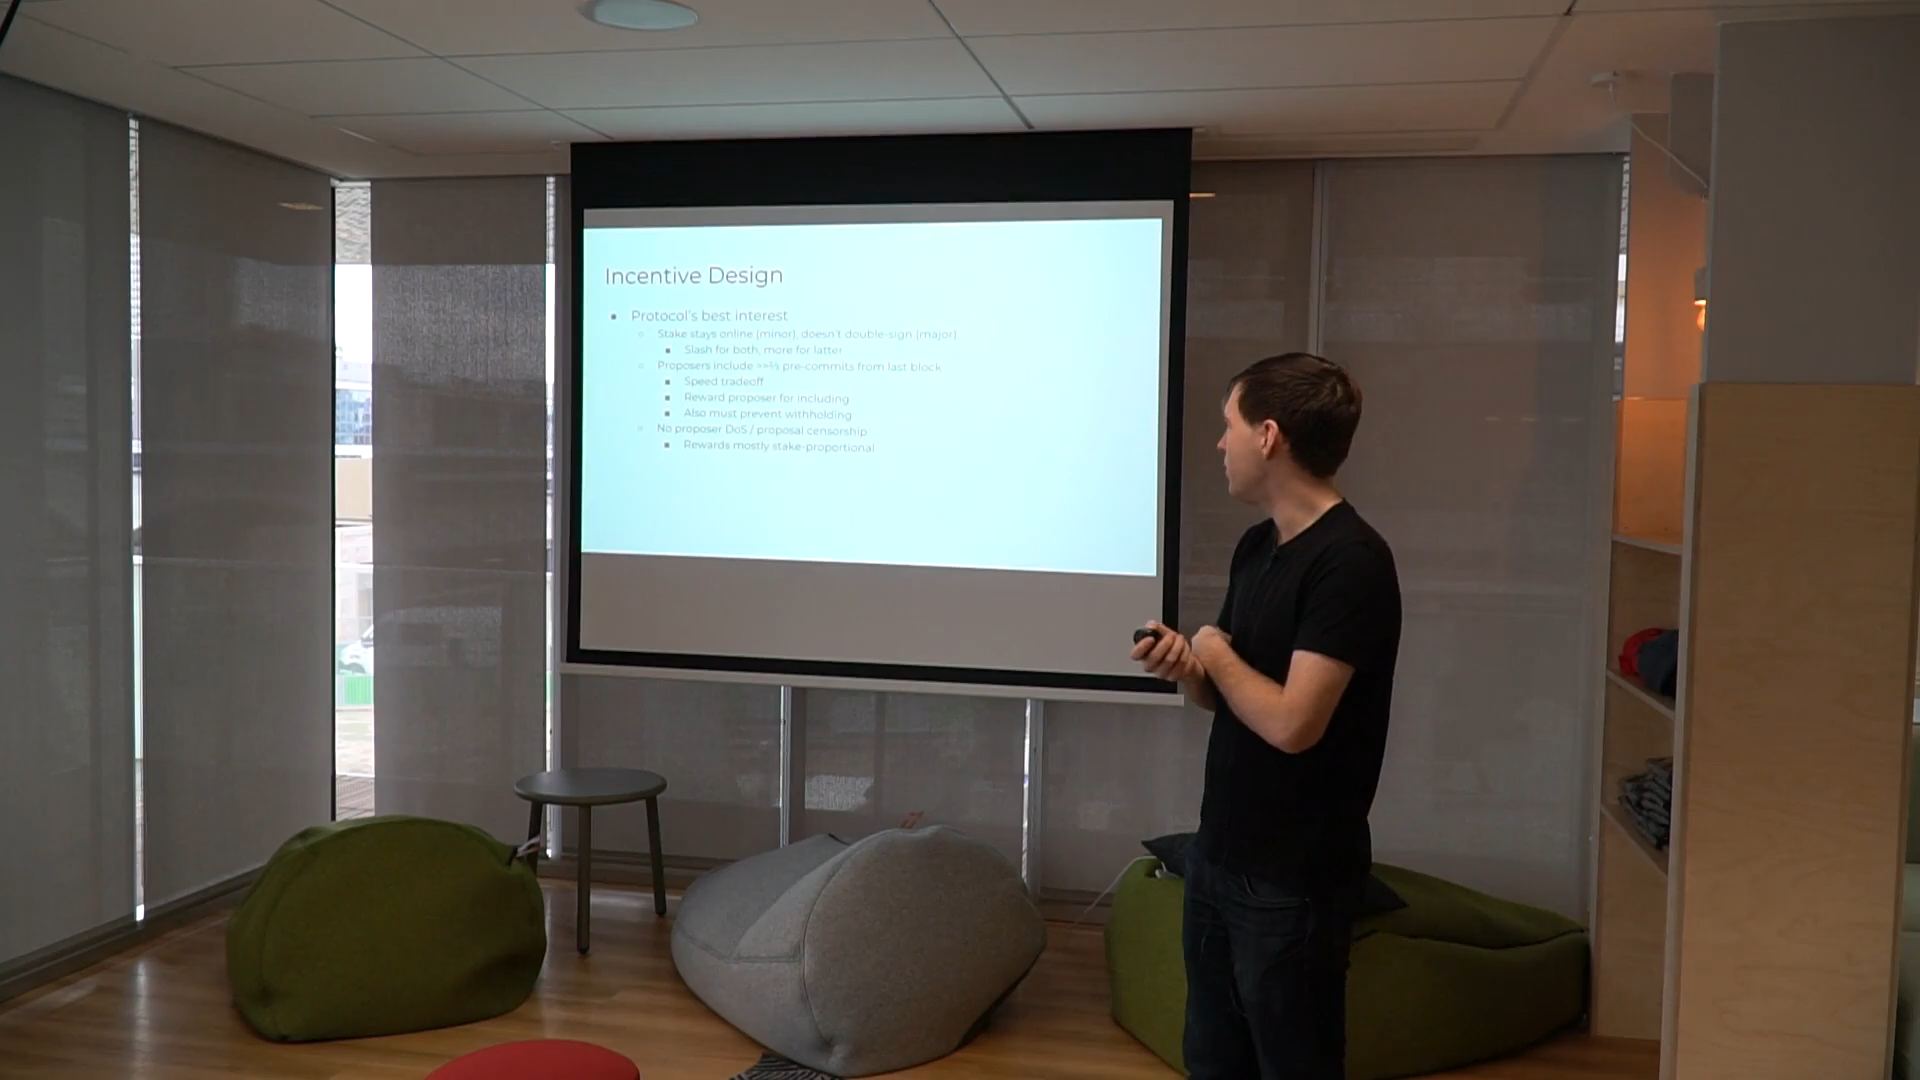 Incentive Design
▪ Protocol's best interest
○ Stake stays online (minor), doesn't double-sign (major)
▪ Slash for both, more for latter
○ Proposers include >>⅔ pre-commits from last block
▪ Speed tradeoff
▪ Reward proposer for including
▪ Also must prevent withholding
○ No proposer DoS / proposal censorship
▪ Rewards mostly stake-proportional